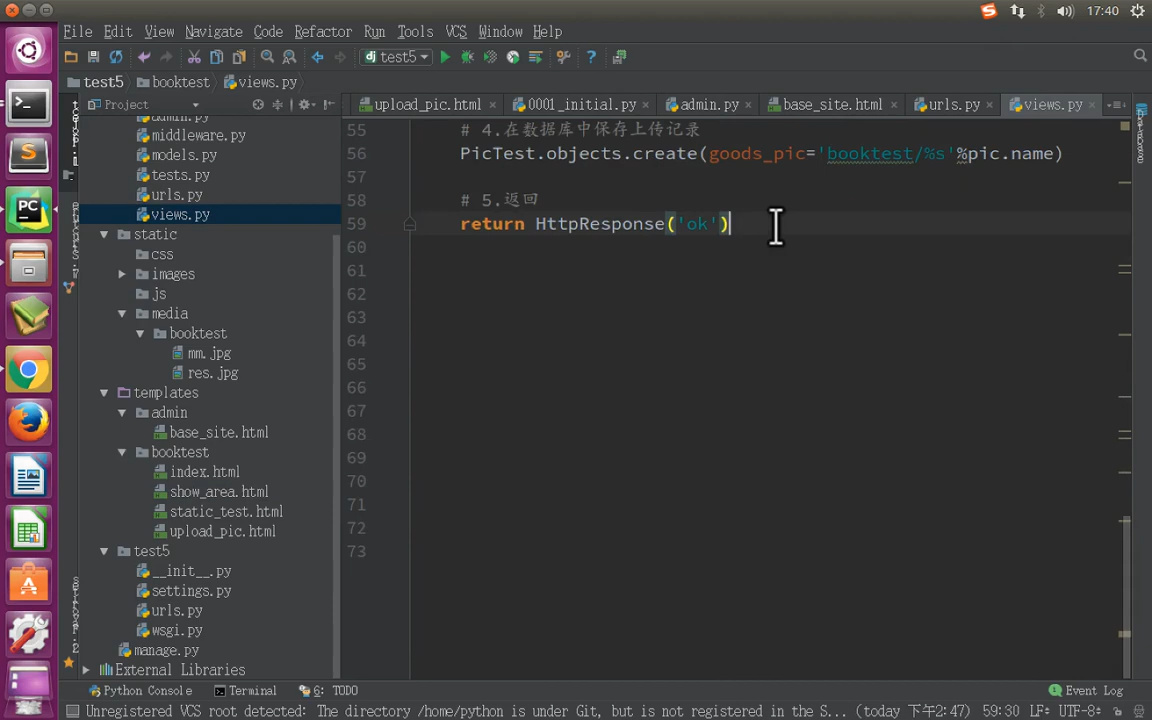 17:40
File Edit View Navigate Code Refactor Run Tools VCS Window Help
test5
test5 booktest views.py
Project
upload_pic.html 0001_initial.py admin.py base_site.html urls.py views.py
admin.py
middleware.py
models.py
tests.py
urls.py
views.py
static
css
images
js
media
booktest
mm.jpg
res.jpg
templates
admin
base_site.html
booktest
index.html
show_area.html
static_test.html
upload_pic.html
test5
__init__.py
settings.py
urls.py
wsgi.py
manage.py
External Libraries
55 # 4.在数据库中保存上传记录
56 PicTest.objects.create(goods_pic='booktest/%s'%pic.name)
57
58 # 5.返回
59 return HttpResponse('ok')
60
61
62
63
64
65
66
67
68
69
70
71
72
73
Python Console Terminal 6: TODO Event Log
Unregistered VCS root detected: The directory /home/python is under Git, but is not registered in the S... (today 下午2:47) 59:30 LF÷ UTF-8÷